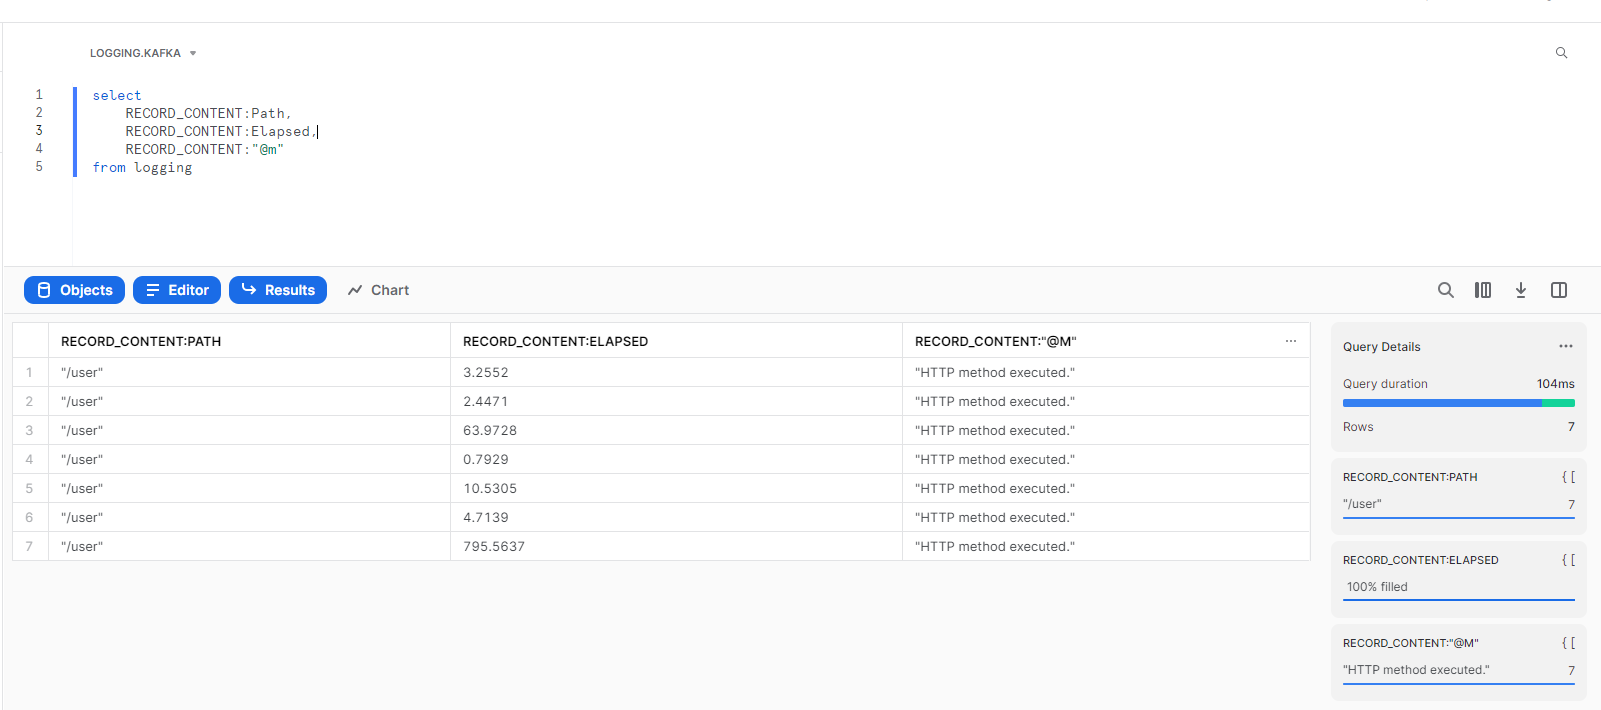 LOGGING.KAFKA
1 select
2 RECORD_CONTENT:Path,
3 RECORD_CONTENT:Elapsed,
4 RECORD_CONTENT:"@m"
5 from logging
Objects Editor Results Chart
RECORD_CONTENT:PATH RECORD_CONTENT:ELAPSED RECORD_CONTENT:"@M" ...
1 "/user" 3.2552 "HTTP method executed."
2 "/user" 2.4471 "HTTP method executed."
3 "/user" 63.9728 "HTTP method executed."
4 "/user" 0.7929 "HTTP method executed."
5 "/user" 10.5305 "HTTP method executed."
6 "/user" 4.7139 "HTTP method executed."
7 "/user" 795.5637 "HTTP method executed."
Query Details ...
Query duration 104ms
Rows 7
RECORD_CONTENT:PATH {[
"/user" 7
RECORD_CONTENT:ELAPSED {[
100% filled
RECORD_CONTENT:"@M" {[
"HTTP method executed." 7